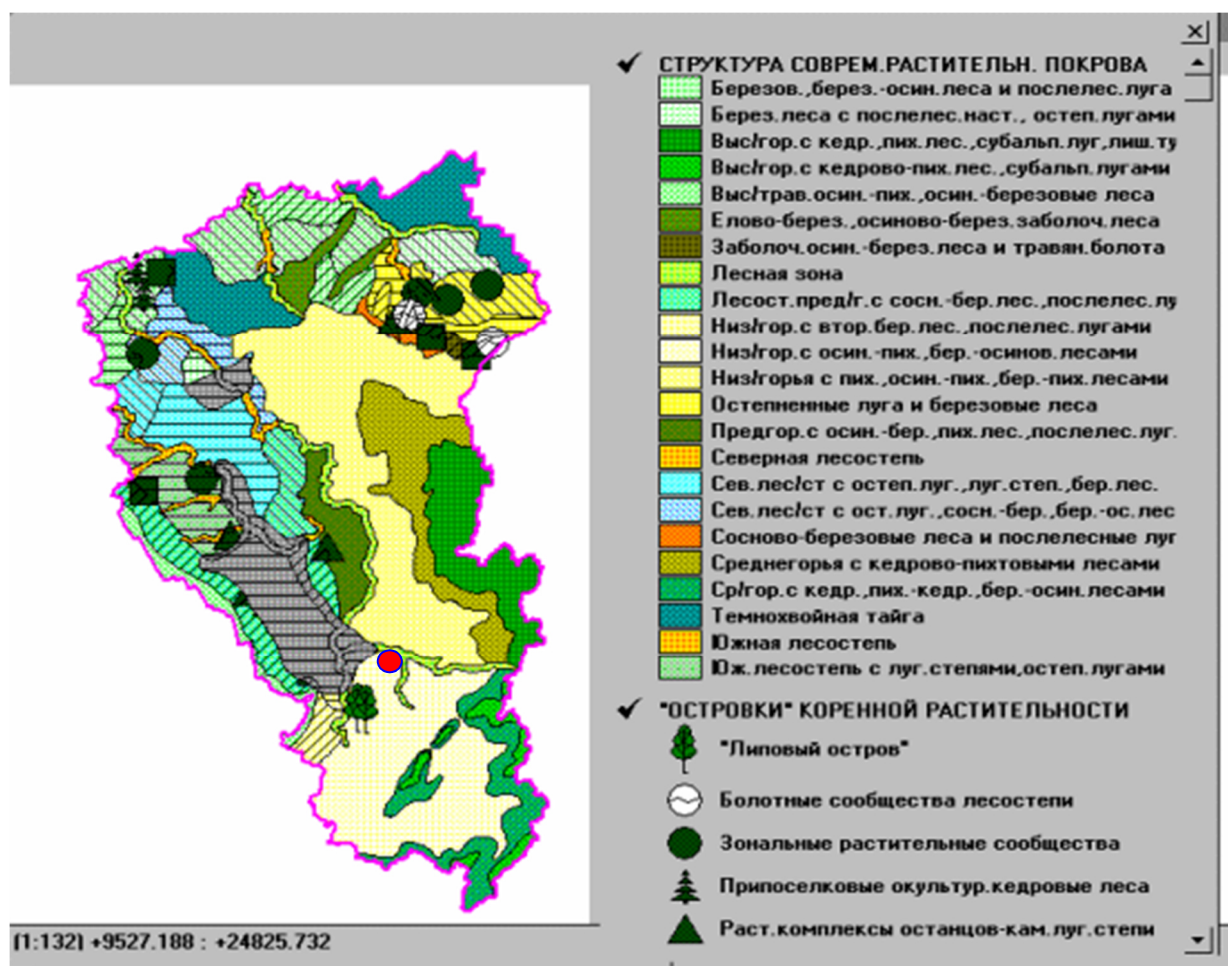 СТРУКТУРА СОВРЕМ.РАСТИТЕЛЬН. ПОКРОВА
Березов.,берез.-осин.леса и послелес.луга
Берез.леса с послелес.наст., остеп.лугами
Выс/гор.с кедр.,пих.лес.,субальп.луг,лиш.ту
Выс/гор.с кедрово-пих.лес.,субальп.лугами
Выс/трав.осин.-пих.,осин.-березовые леса
Елово-берез.,осиново-берез.заболоч.леса
Заболоч.осин.-берез.леса и травян.болота
Лесная зона
Лесост.пред/г.с сосн.-бер.лес.,послелес.лу
Низ/гор.с втор.бер.лес.,послелес.лугами
Низ/гор.с осин.-пих.,бер.-осинов.лесами
Низ/горья с пих.,осин.-пих.,бер.-пих.лесами
Остепненные луга и березовые леса
Предгор.с осин.-бер.,пих.лес.,послелес.луг.
Северная лесостепь
Сев.лес/ст с остеп.луг.,луг.степ.,бер.лес.
Сев.лес/ст с ост.луг.,сосн.-бер.,бер.-ос.лес
Сосново-березовые леса и послелесные луг
Среднегорья с кедрово-пихтовыми лесами
Ср/гор.с кедр.,пих.-кедр.,бер.-осин.лесами
Темнохвойная тайга
Южная лесостепь
Юж.лесостепь с луг.степями,остеп.лугами
"ОСТРОВКИ" КОРЕННОЙ РАСТИТЕЛЬНОСТИ
"Липовый остров"
Болотные сообщества лесостепи
Зональные растительные сообщества
Припоселковые окультур.кедровые леса
Раст.комплексы останцов-кам.луг.степи
[1:132] +9527.188 : +24825.732